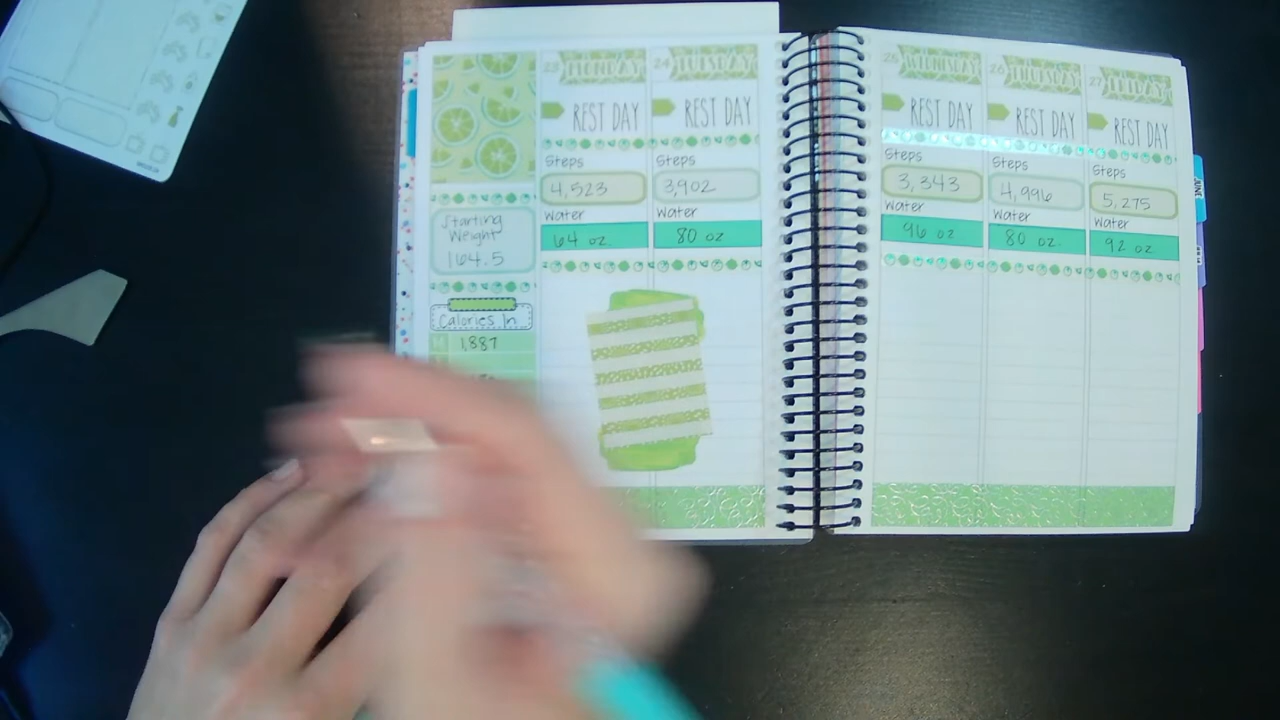 23 MONDAY
24 TUESDAY
REST DAY
REST DAY
Steps
Steps
4,523
3,902
Water
Water
64 oz.
80 oz
Starting
Weight
164.5
Calories In
1,887
25 WEDNESDAY
26 THURSDAY
27 FRIDAY
REST DAY
REST DAY
REST DAY
Steps
Steps
Steps
3,343
4,996
5,275
Water
Water
Water
96 oz
80 oz.
92 oz
JUNE